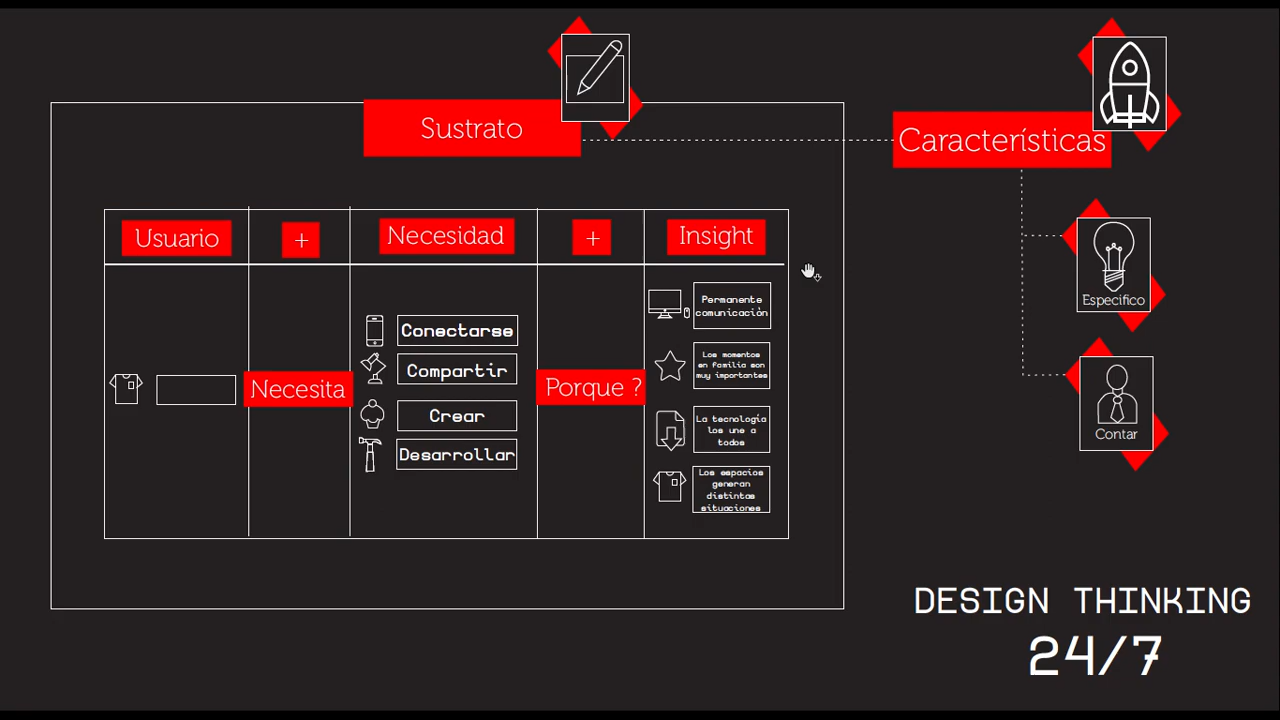 Sustrato
Características
Usuario
+
Necesidad
+
Insight
Necesita
Conectarse
Compartir
Crear
Desarrollar
Porque ?
Permanente
comunicaciòn
Los momentos
en familia son
muy importantes
La tecnología
los une a
todos
Los espacios
generan
distintas
situaciones
Especifico
Contar
DESIGN THINKING
24/7